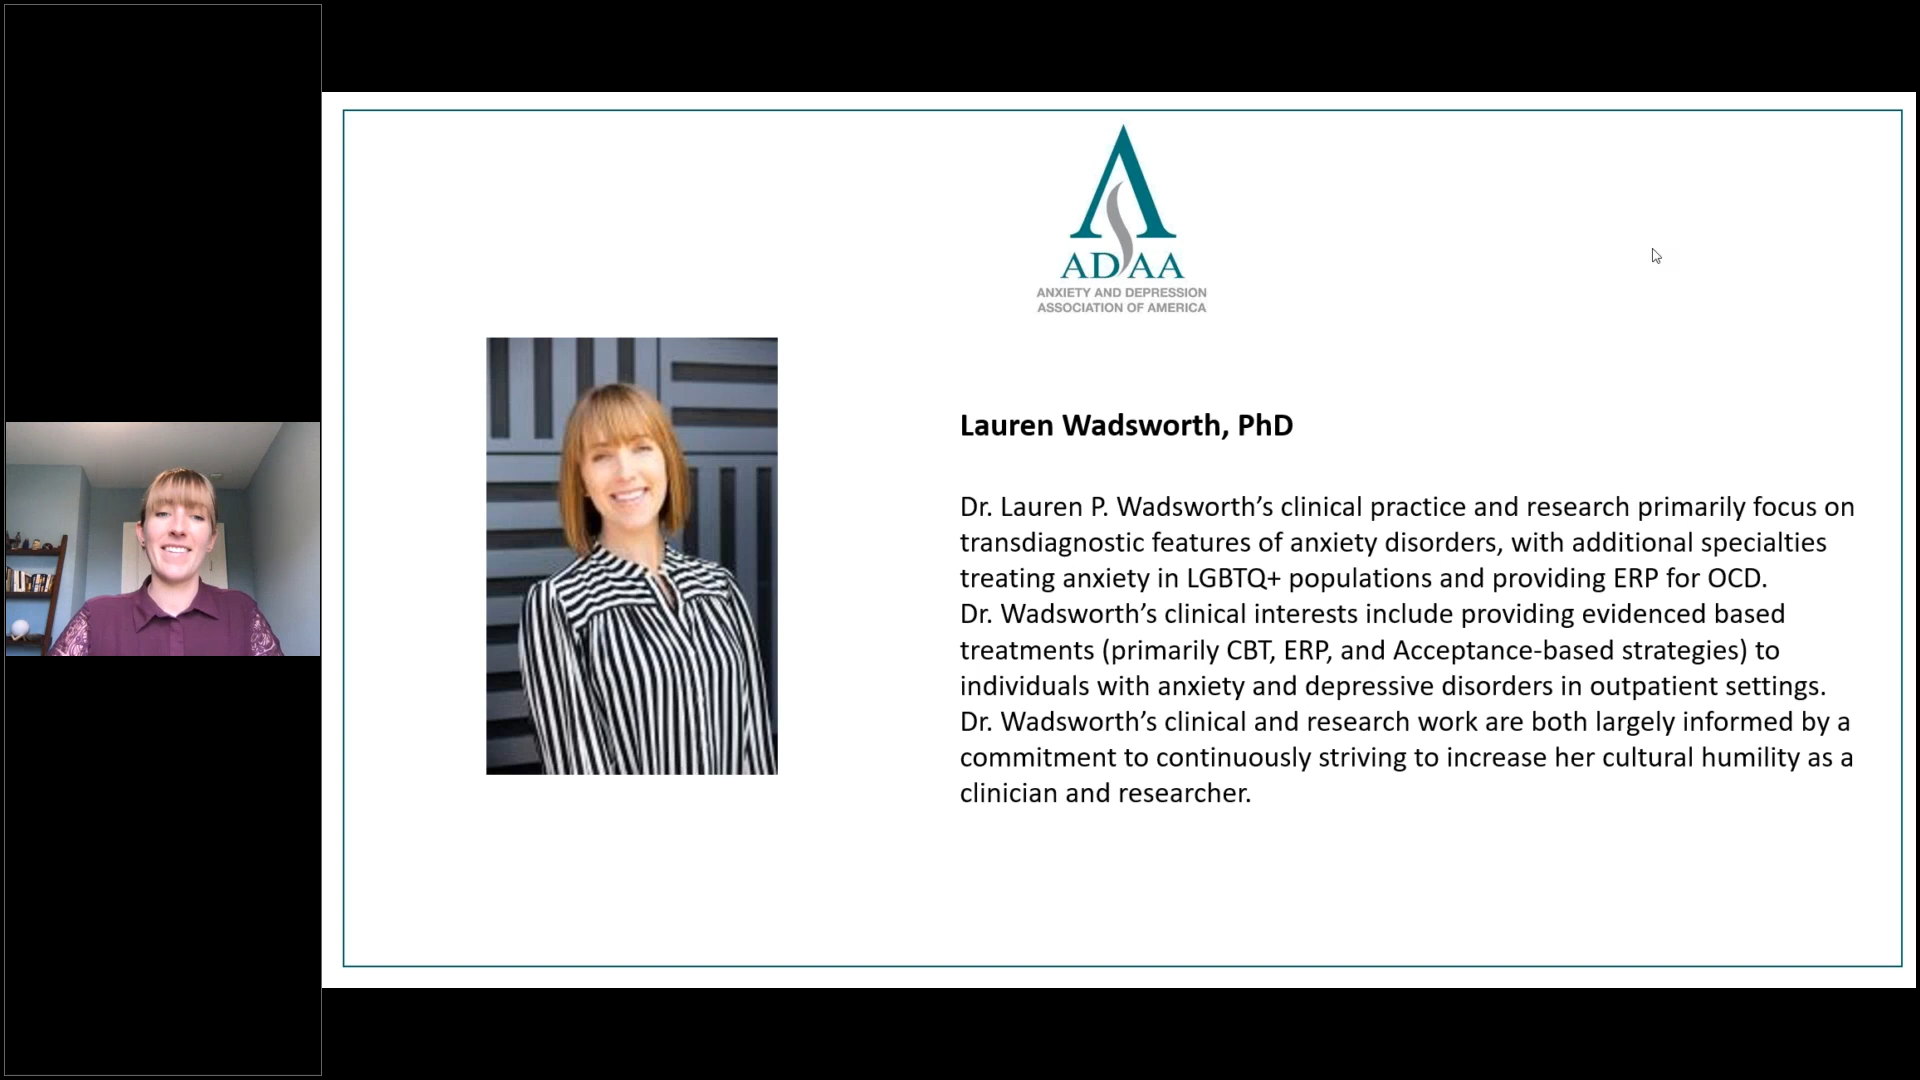 ADAA
ANXIETY AND DEPRESSION
ASSOCIATION OF AMERICA
Lauren Wadsworth, PhD
Dr. Lauren P. Wadsworth’s clinical practice and research primarily focus on
transdiagnostic features of anxiety disorders, with additional specialties
treating anxiety in LGBTQ+ populations and providing ERP for OCD.
Dr. Wadsworth’s clinical interests include providing evidenced based
treatments (primarily CBT, ERP, and Acceptance-based strategies) to
individuals with anxiety and depressive disorders in outpatient settings.
Dr. Wadsworth’s clinical and research work are both largely informed by a
commitment to continuously striving to increase her cultural humility as a
clinician and researcher.